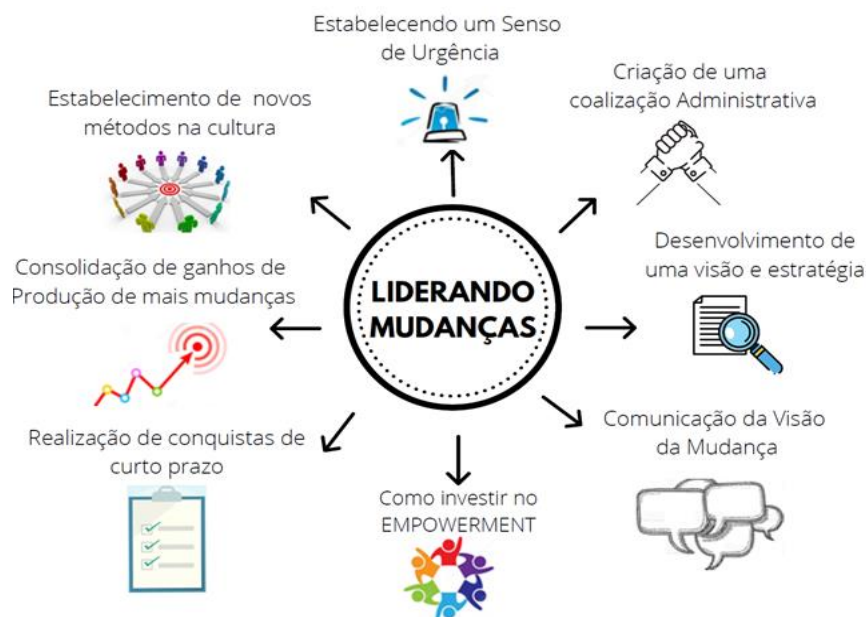 Estabelecendo um Senso
de Urgência
Criação de uma
coalização Administrativa
Desenvolvimento de
uma visão e estratégia
Comunicação da Visão
da Mudança
Como investir no
EMPOWERMENT
Realização de conquistas de
curto prazo
Consolidação de ganhos de
Produção de mais mudanças
Estabelecimento de novos
métodos na cultura
LIDERANDO
MUDANÇAS